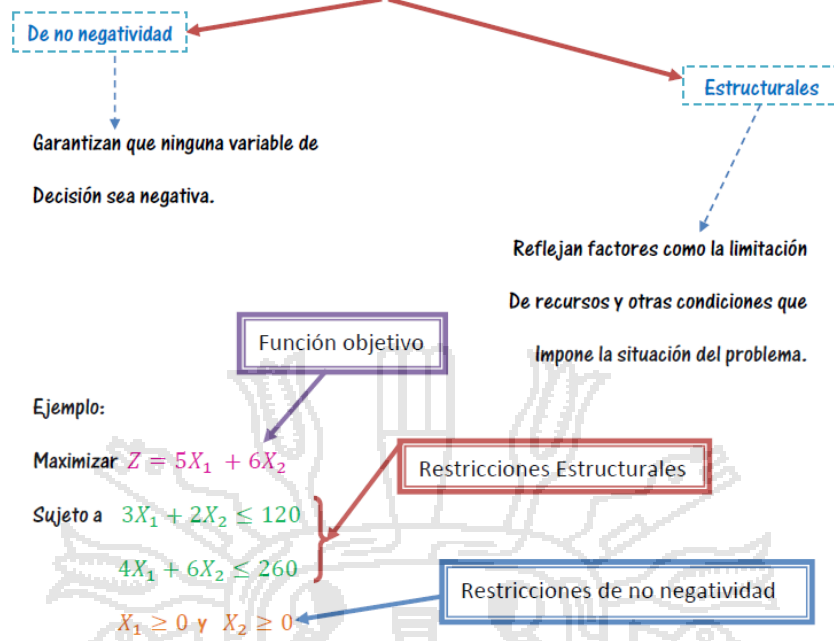 De no negatividad
Estructurales
Garantizan que ninguna variable de
Decisión sea negativa.
Reflejan factores como la limitación
De recursos y otras condiciones que
Impone la situación del problema.
Función objetivo
Ejemplo:
Maximizar Z = 5X₁ + 6X₂
Restricciones Estructurales
Sujeto a 3X₁ + 2X₂ ≤ 120
4X₁ + 6X₂ ≤ 260
Restricciones de no negatividad
X₁ ≥ 0 y X₂ ≥ 0